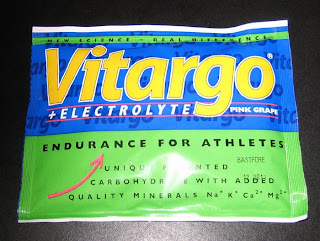 NEW SCIENCE - REAL DIFFERENCE
Vitargo®
+ELECTROLYTE PINK GRAPE
ENDURANCE FOR ATHLETES
BASTFÖRE
UNIQUE PATENTED
CARBOHYDRATE WITH ADDED
QUALITY MINERALS Na⁺ K⁺ Ca²⁺ Mg²⁺